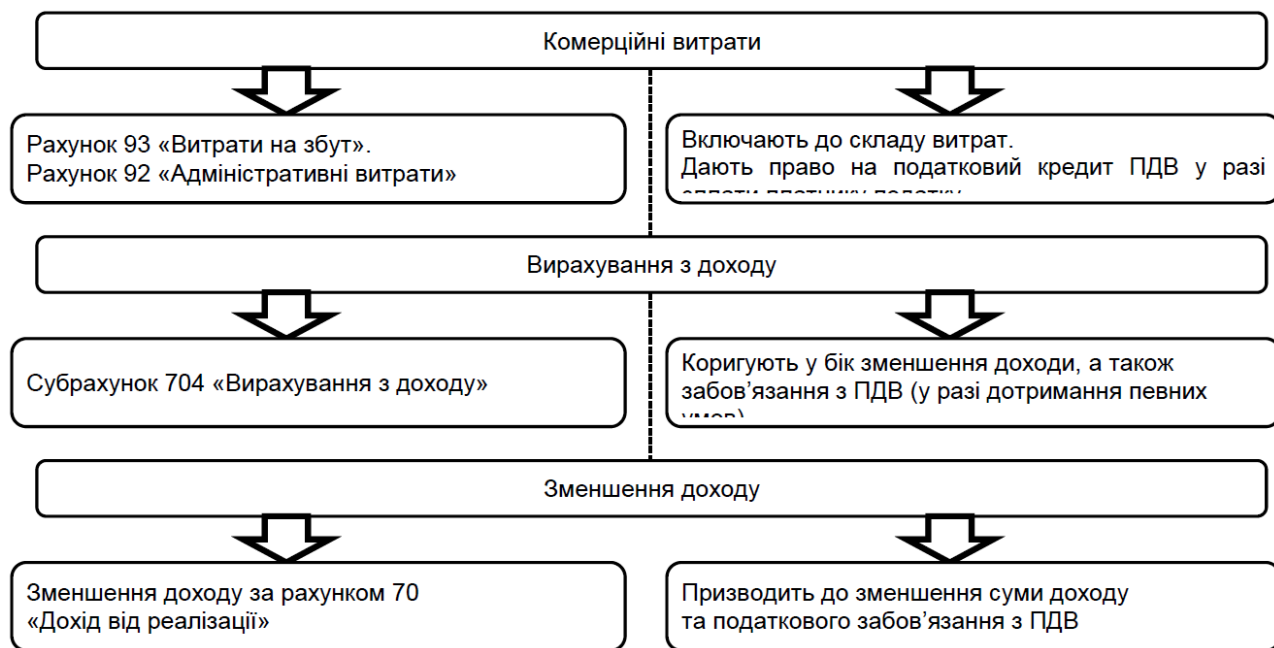 Комерційні витрати
Рахунок 93 «Витрати на збут».
Рахунок 92 «Адміністративні витрати»
Включають до складу витрат.
Дають право на податковий кредит ПДВ у разі
Вирахування з доходу
Субрахунок 704 «Вирахування з доходу»
Коригують у бік зменшення доходи, а також
забов’язання з ПДВ (у разі дотримання певних
умов)
Зменшення доходу
Зменшення доходу за рахунком 70
«Дохід від реалізації»
Призводить до зменшення суми доходу
та податкового забов’язання з ПДВ